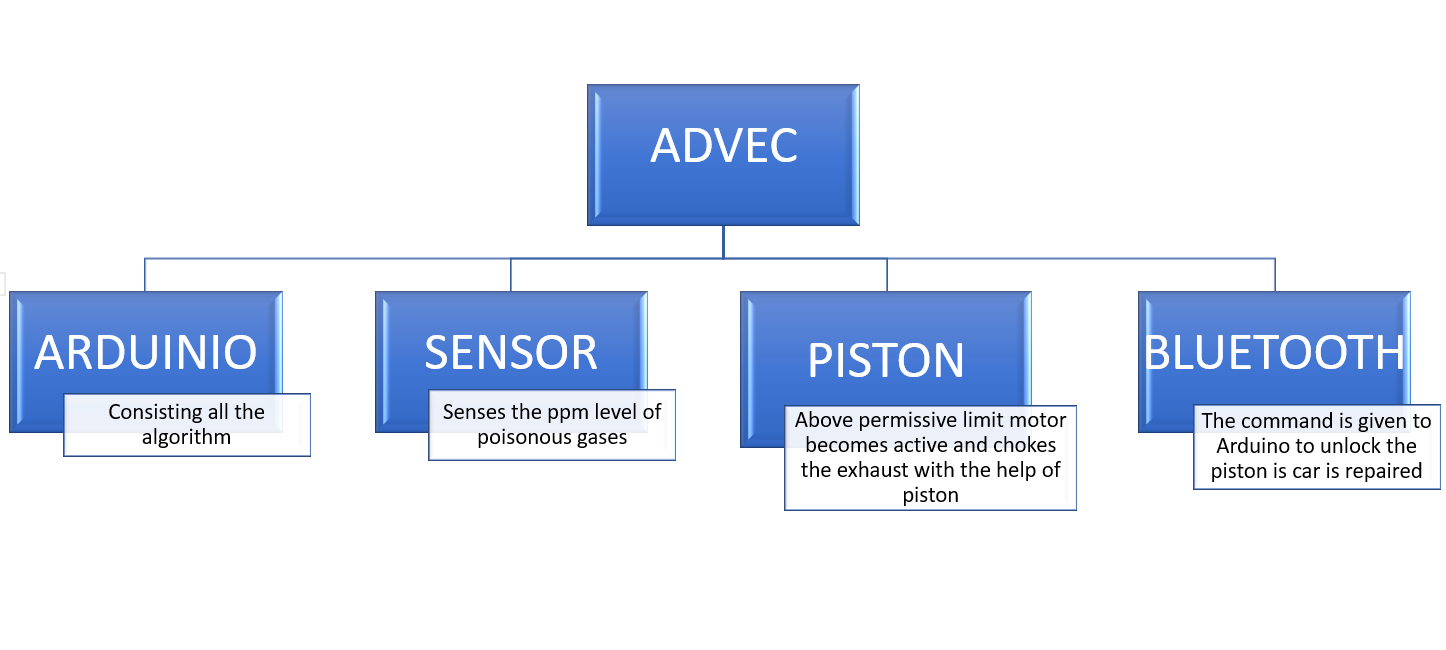 ADVEC
ARDUINIO
Consisting all the
algorithm
SENSOR
Senses the ppm level of
poisonous gases
PISTON
Above permissive limit motor
becomes active and chokes
the exhaust with the help of
piston
BLUETOOTH
The command is given to
Arduino to unlock the
piston is car is repaired